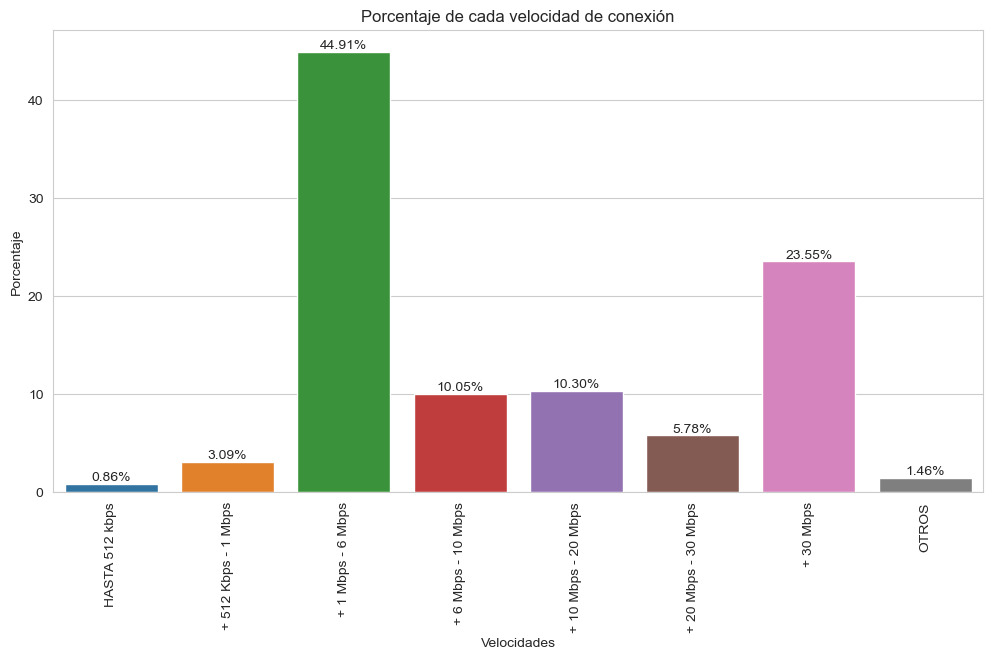 Porcentaje de cada velocidad de conexión
Porcentaje
40
30
20
10
0
0.86%
3.09%
44.91%
10.05%
10.30%
5.78%
23.55%
1.46%
HASTA 512 kbps
+ 512 Kbps - 1 Mbps
+ 1 Mbps - 6 Mbps
+ 6 Mbps - 10 Mbps
+ 10 Mbps - 20 Mbps
+ 20 Mbps - 30 Mbps
+ 30 Mbps
OTROS
Velocidades